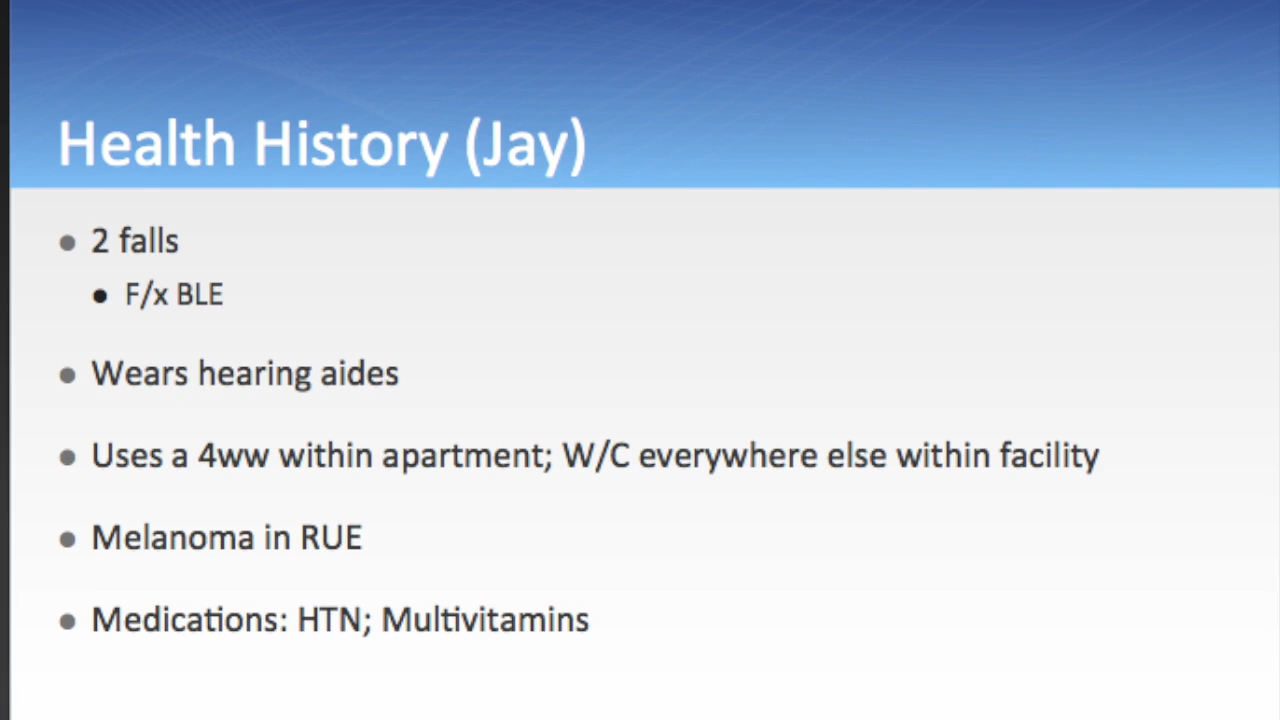 Health History (Jay)
2 falls
F/x BLE
Wears hearing aides
Uses a 4ww within apartment; W/C everywhere else within facility
Melanoma in RUE
Medications: HTN; Multivitamins